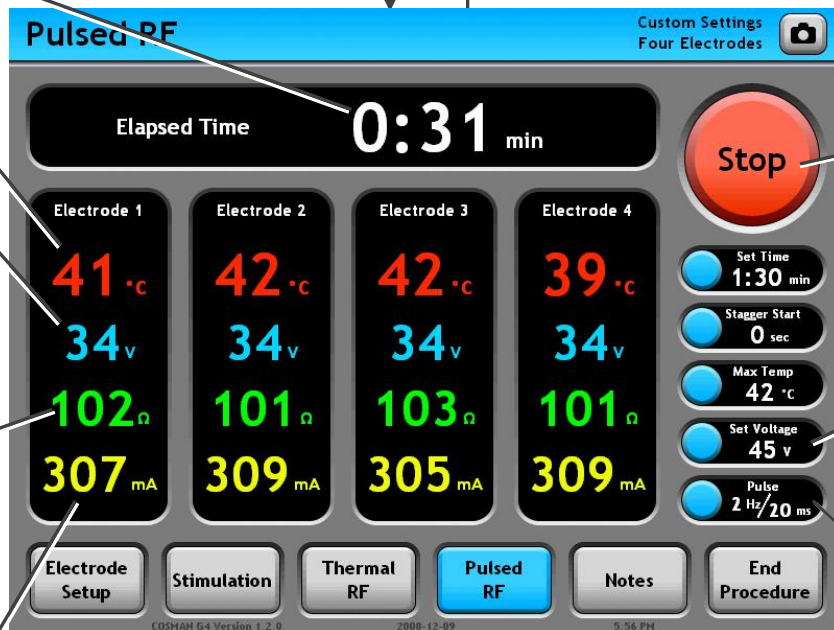 Pulsed RF
Custom Settings
Four Electrodes
Elapsed Time 0:31 min
Stop
Electrode 1
41 °C
34 V
102 Ω
307 mA
Electrode 2
42 °C
34 V
101 Ω
309 mA
Electrode 3
42 °C
34 V
103 Ω
305 mA
Electrode 4
39 °C
34 V
101 Ω
309 mA
Set Time
1:30 min
Stagger Start
0 sec
Max Temp
42 °C
Set Voltage
45 V
Pulse
2 Hz/20 ms
Electrode
Setup
Stimulation
Thermal
RF
Pulsed
RF
Notes
End
Procedure
COSMAN G4 Version 1.2.0 2008-12-09 5:56 PM